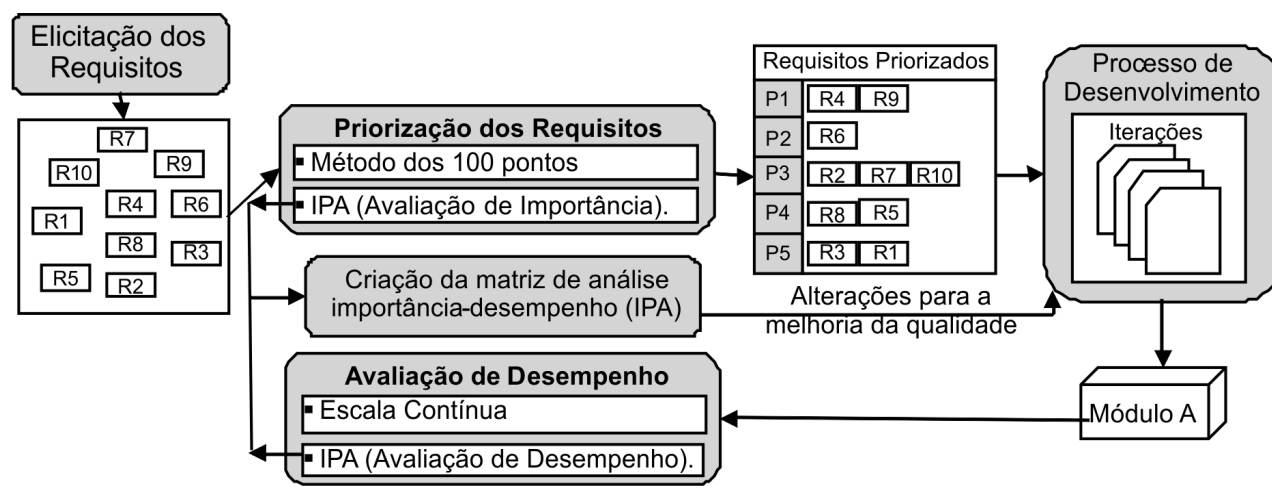 Elicitação dos
Requisitos
R7
R9
R10
R4
R6
R1
R8
R3
R5
R2
Priorização dos Requisitos
▪ Método dos 100 pontos
▪ IPA (Avaliação de Importância).
Criação da matriz de análise
importância-desempenho (IPA)
Avaliação de Desempenho
▪ Escala Contínua
▪ IPA (Avaliação de Desempenho).
Requisitos Priorizados
P1 R4 R9
P2 R6
P3 R2 R7 R10
P4 R8 R5
P5 R3 R1
Alterações para a
melhoria da qualidade
Processo de
Desenvolvimento
Iterações
Módulo A